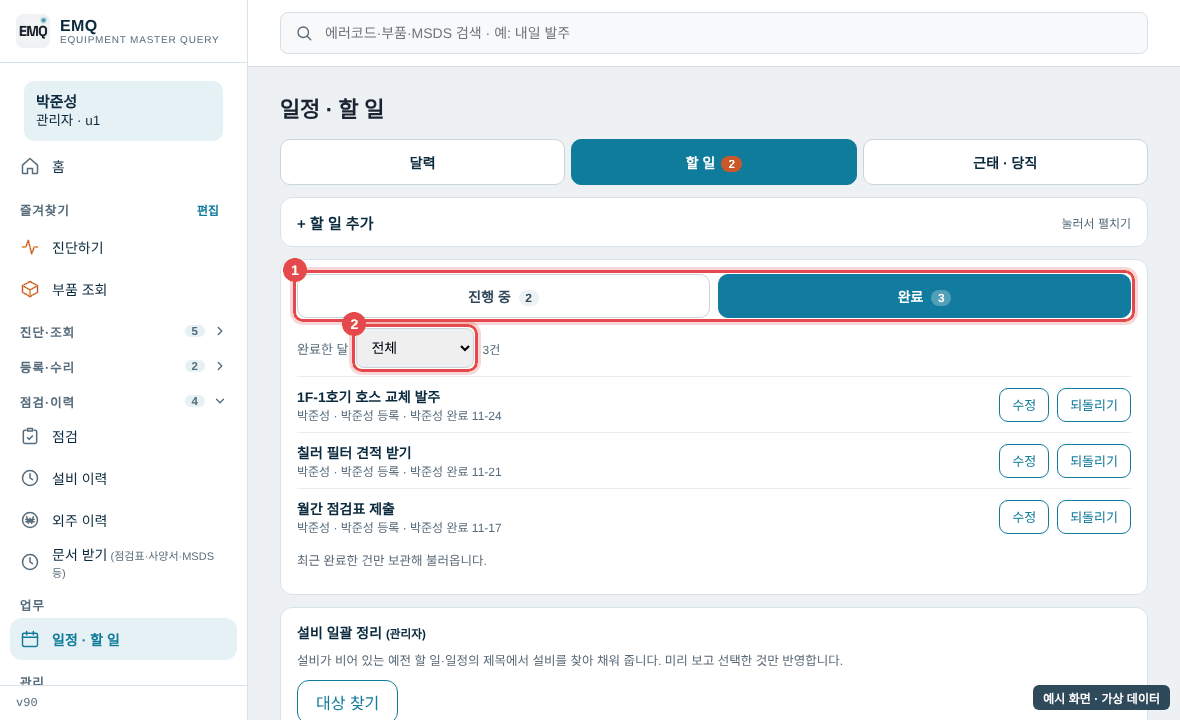 EMQ
EMQ
EQUIPMENT MASTER QUERY
에러코드·부품·MSDS 검색 · 예: 내일 발주
박준성
관리자 · u1
홈
즐겨찾기
편집
진단하기
부품 조회
진단·조회 5
등록·수리 2
점검·이력 4
점검
설비 이력
외주 이력
문서 받기 (점검표·사양서·MSDS
등)
업무
일정 · 할 일
관리
v90
일정 · 할 일
달력
할 일 2
근태 · 당직
+ 할 일 추가
눌러서 펼치기
1
진행 중 2
완료 3
2
완료한 달 전체 3건
1F-1호기 호스 교체 발주
박준성 · 박준성 등록 · 박준성 완료 11-24
수정 되돌리기
칠러 필터 견적 받기
박준성 · 박준성 등록 · 박준성 완료 11-21
수정 되돌리기
월간 점검표 제출
박준성 · 박준성 등록 · 박준성 완료 11-17
수정 되돌리기
최근 완료한 건만 보관해 불러옵니다.
설비 일괄 정리 (관리자)
설비가 비어 있는 예전 할 일·일정의 제목에서 설비를 찾아 채워 줍니다. 미리 보고 선택한 것만 반영합니다.
대상 찾기
예시 화면 · 가상 데이터